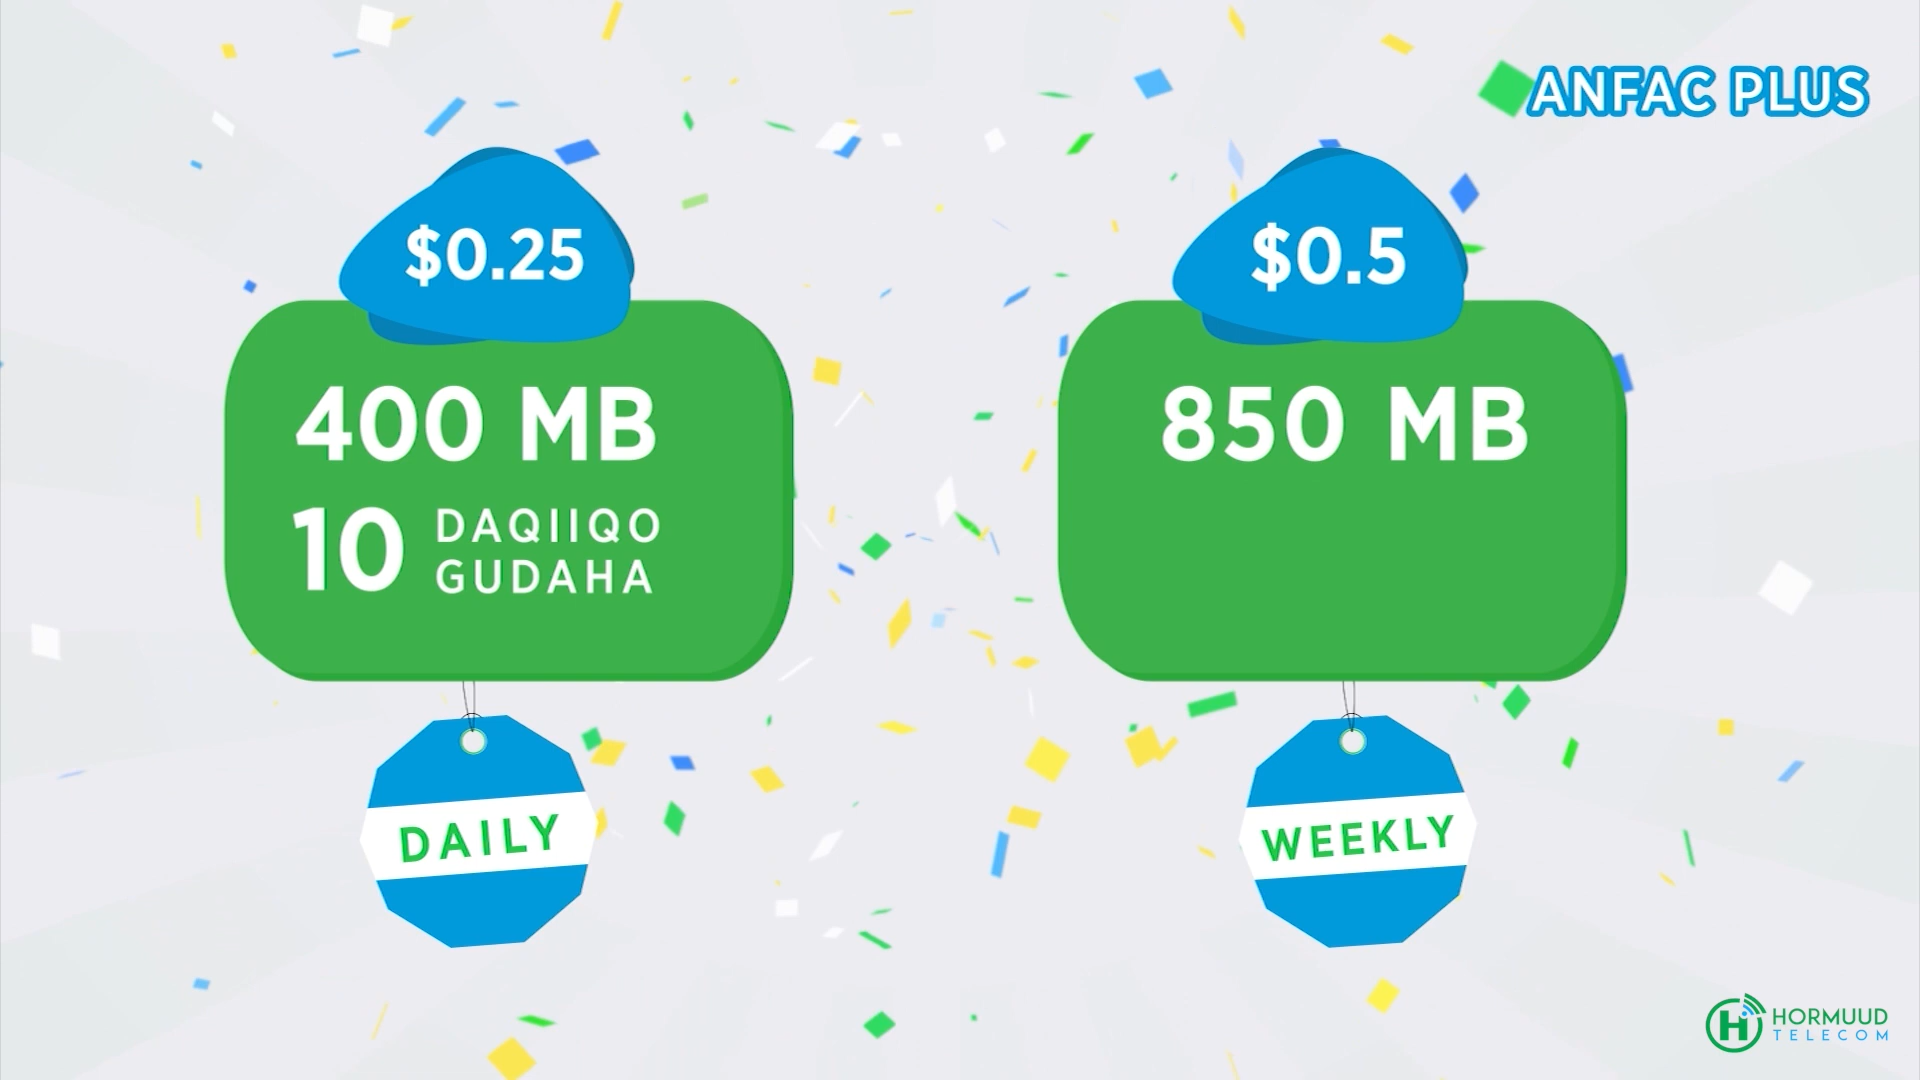 ANFAC PLUS
$0.25
400 MB
10 DAQIIQO
GUDAHA
DAILY
$0.5
850 MB
WEEKLY
HORMUUD
TELECOM